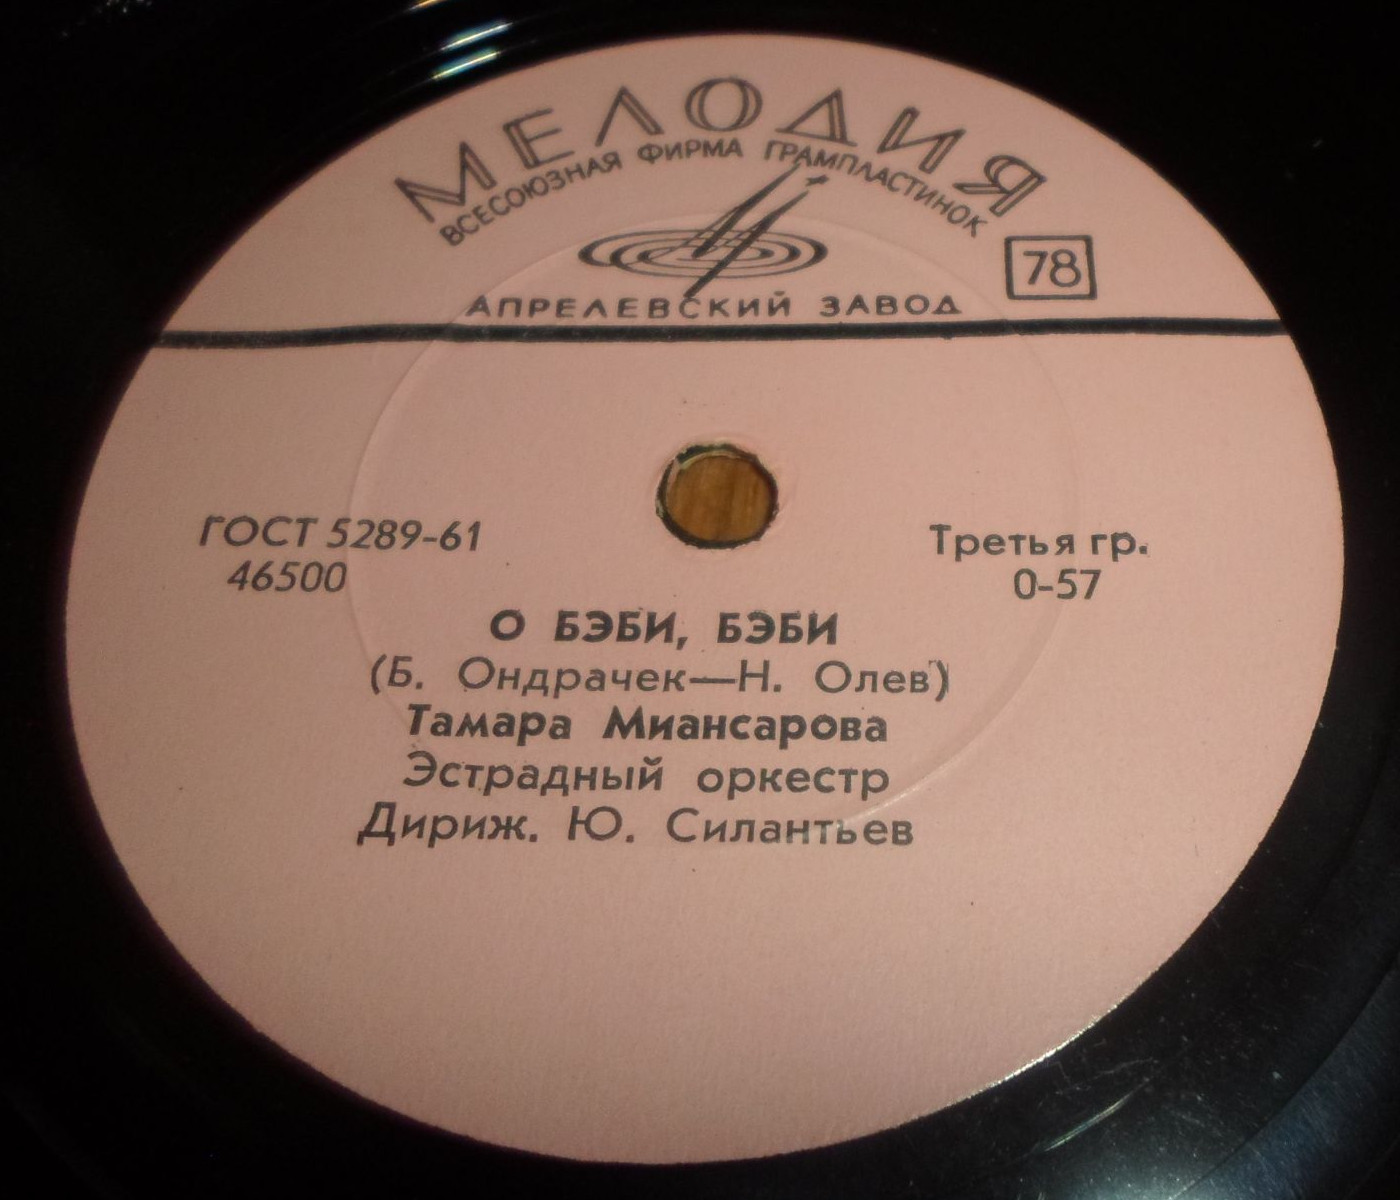 МЕЛОДИЯ
ВСЕСОЮЗНАЯ ФИРМА ГРАМПЛАСТИНОК
78
АПРЕЛЕВСКИЙ ЗАВОД
ГОСТ 5289-61
46500
Третья гр.
0-57
О БЭБИ, БЭБИ
(Б. Ондрачек—Н. Олев)
Тамара Миансарова
Эстрадный оркестр
Дириж. Ю. Силантьев